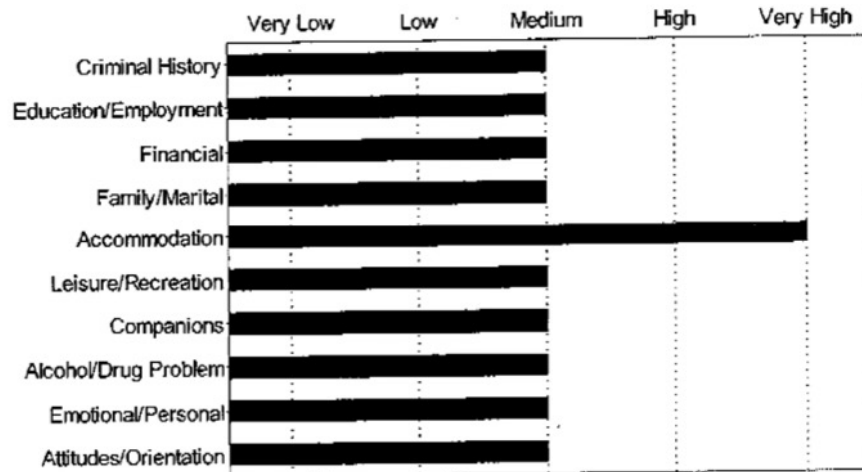 Very Low Low Medium High Very High
Criminal History
Education/Employment
Financial
Family/Marital
Accommodation
Leisure/Recreation
Companions
Alcohol/Drug Problem
Emotional/Personal
Attitudes/Orientation